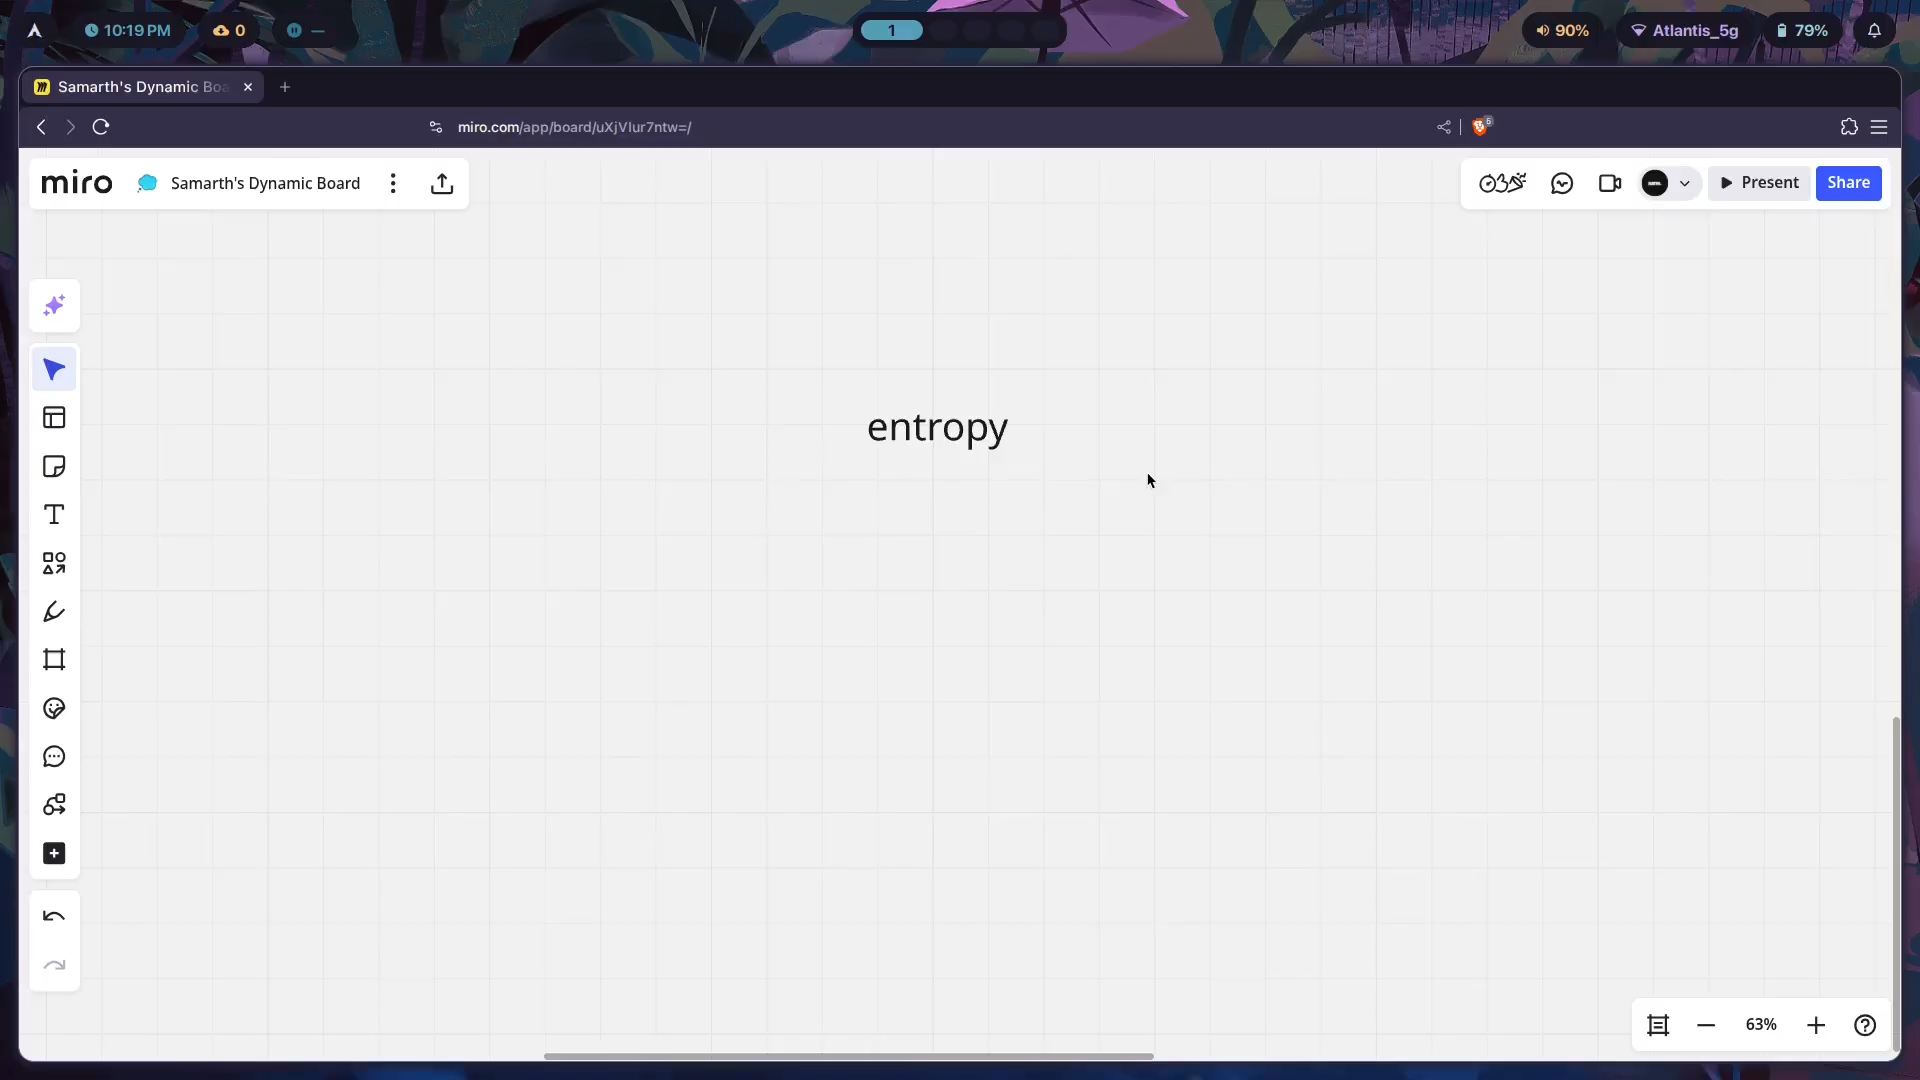 10:19 PM 0 — 1 90% Atlantis_5g 79%
Samarth's Dynamic Boa
miro.com/app/board/uXjVIur7ntw=/ 6
miro Samarth's Dynamic Board Present Share
entropy
63%